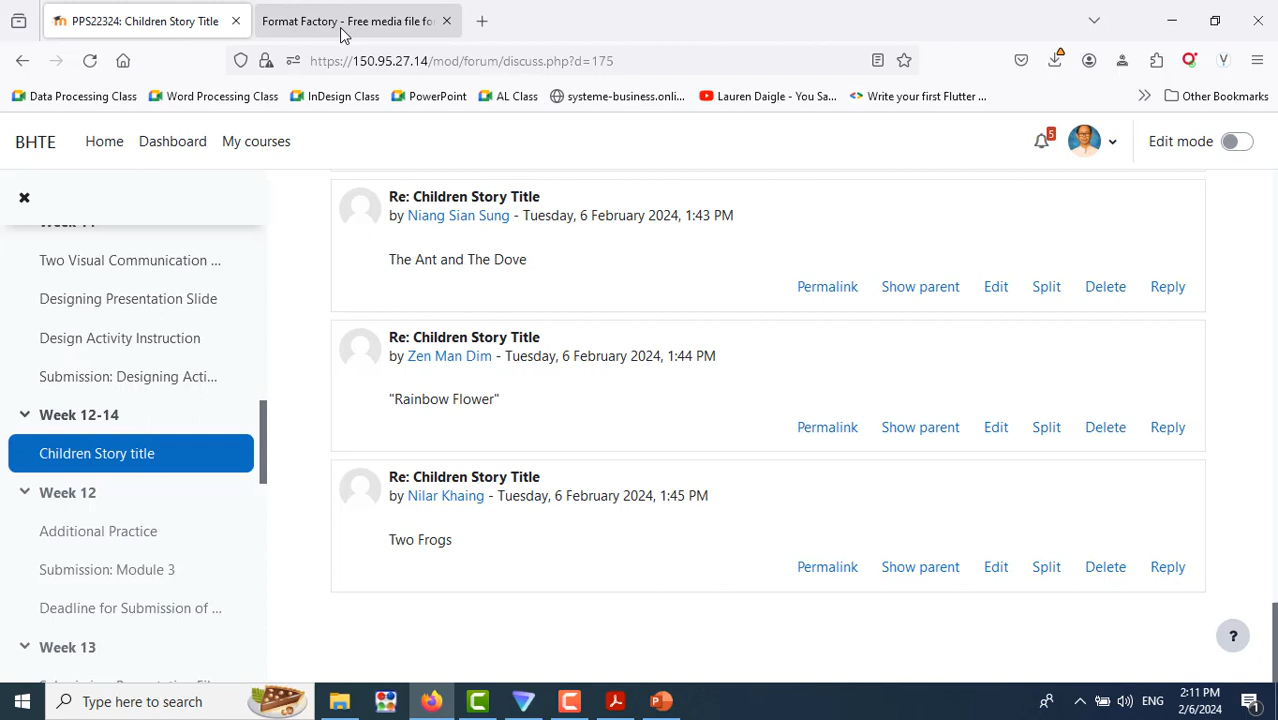 PPS22324: Children Story Title
Format Factory - Free media file fo
https://150.95.27.14/mod/forum/discuss.php?d=175
Data Processing Class
Word Processing Class
InDesign Class
PowerPoint
AL Class
systeme-business.onli...
Lauren Daigle - You Sa...
Write your first Flutter ...
Other Bookmarks
BHTE
Home
Dashboard
My courses
5
Edit mode
Two Visual Communication ...
Designing Presentation Slide
Design Activity Instruction
Submission: Designing Acti...
Week 12-14
Children Story title
Week 12
Additional Practice
Submission: Module 3
Deadline for Submission of ...
Week 13
Re: Children Story Title
by Niang Sian Sung - Tuesday, 6 February 2024, 1:43 PM
The Ant and The Dove
Permalink Show parent Edit Split Delete Reply
Re: Children Story Title
by Zen Man Dim - Tuesday, 6 February 2024, 1:44 PM
"Rainbow Flower"
Permalink Show parent Edit Split Delete Reply
Re: Children Story Title
by Nilar Khaing - Tuesday, 6 February 2024, 1:45 PM
Two Frogs
Permalink Show parent Edit Split Delete Reply
?
Type here to search
ENG
2:11 PM
2/6/2024
1